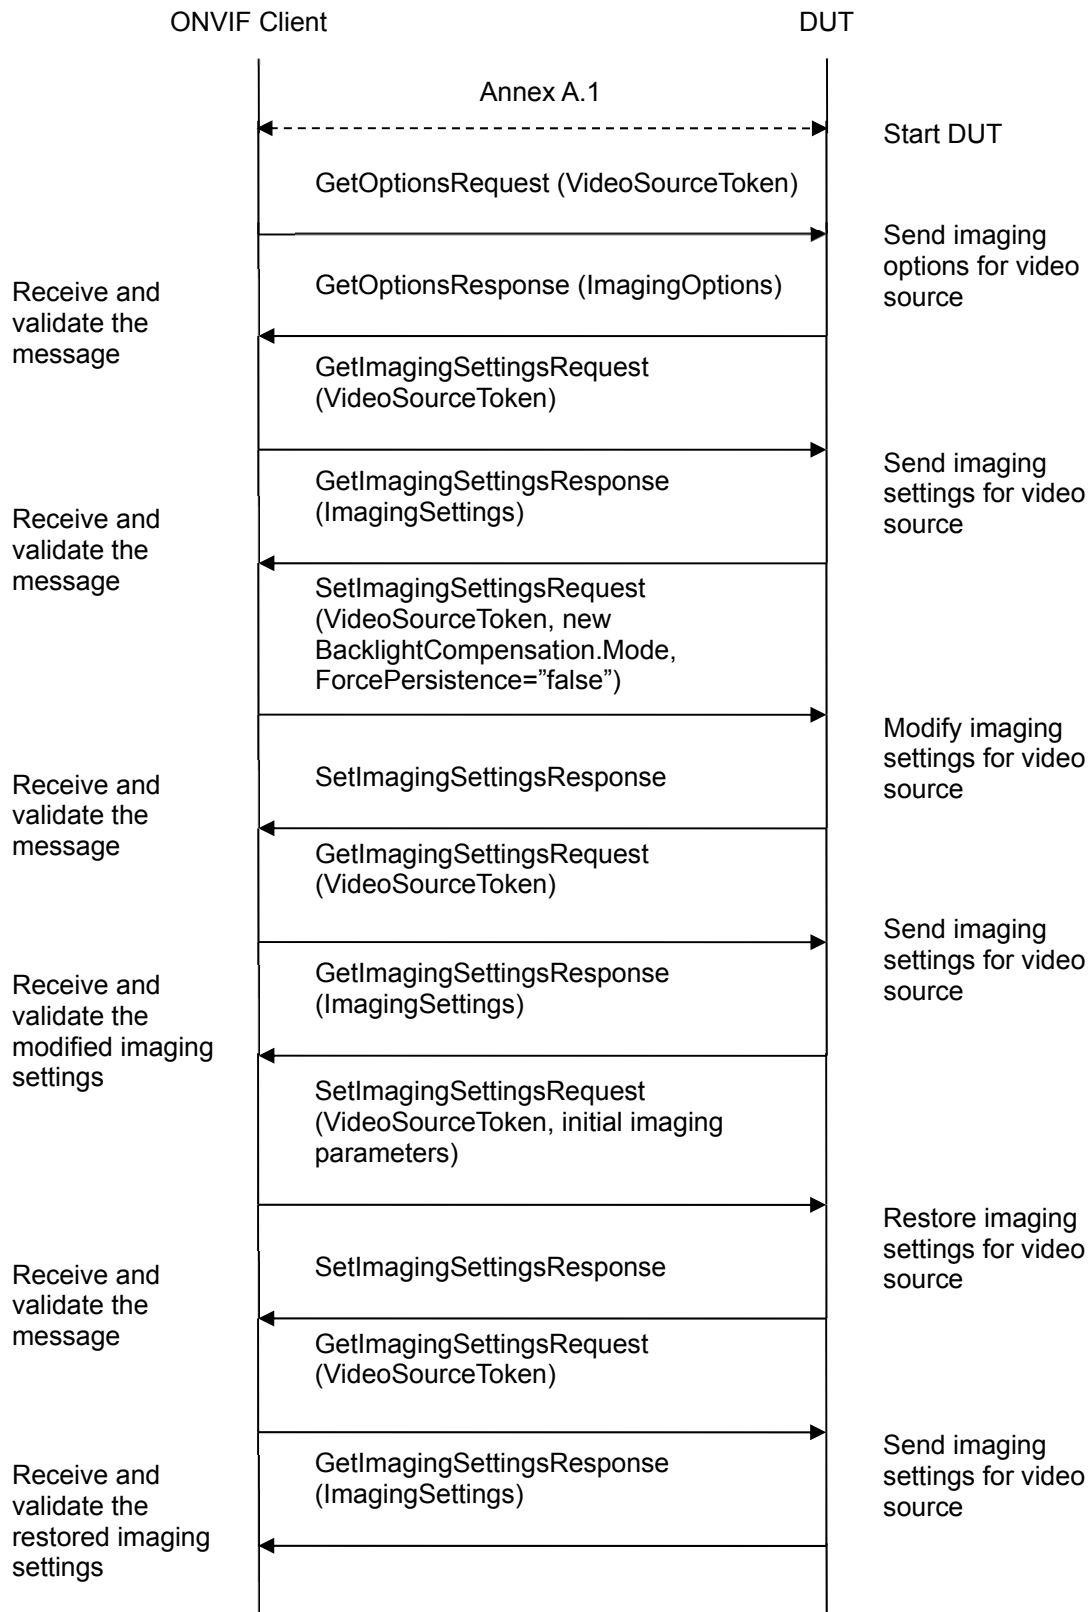 ONVIF Client
DUT
Annex A.1
Start DUT
GetOptionsRequest (VideoSourceToken)
Send imaging
options for video
source
GetOptionsResponse (ImagingOptions)
Receive and
validate the
message
GetImagingSettingsRequest
(VideoSourceToken)
Send imaging
settings for video
source
GetImagingSettingsResponse
(ImagingSettings)
Receive and
validate the
message
SetImagingSettingsRequest
(VideoSourceToken, new
BacklightCompensation.Mode,
ForcePersistence=”false”)
Modify imaging
settings for video
source
SetImagingSettingsResponse
Receive and
validate the
message
GetImagingSettingsRequest
(VideoSourceToken)
Send imaging
settings for video
source
GetImagingSettingsResponse
(ImagingSettings)
Receive and
validate the
modified imaging
settings
SetImagingSettingsRequest
(VideoSourceToken, initial imaging
parameters)
Restore imaging
settings for video
source
SetImagingSettingsResponse
Receive and
validate the
message
GetImagingSettingsRequest
(VideoSourceToken)
Send imaging
settings for video
source
GetImagingSettingsResponse
(ImagingSettings)
Receive and
validate the
restored imaging
settings